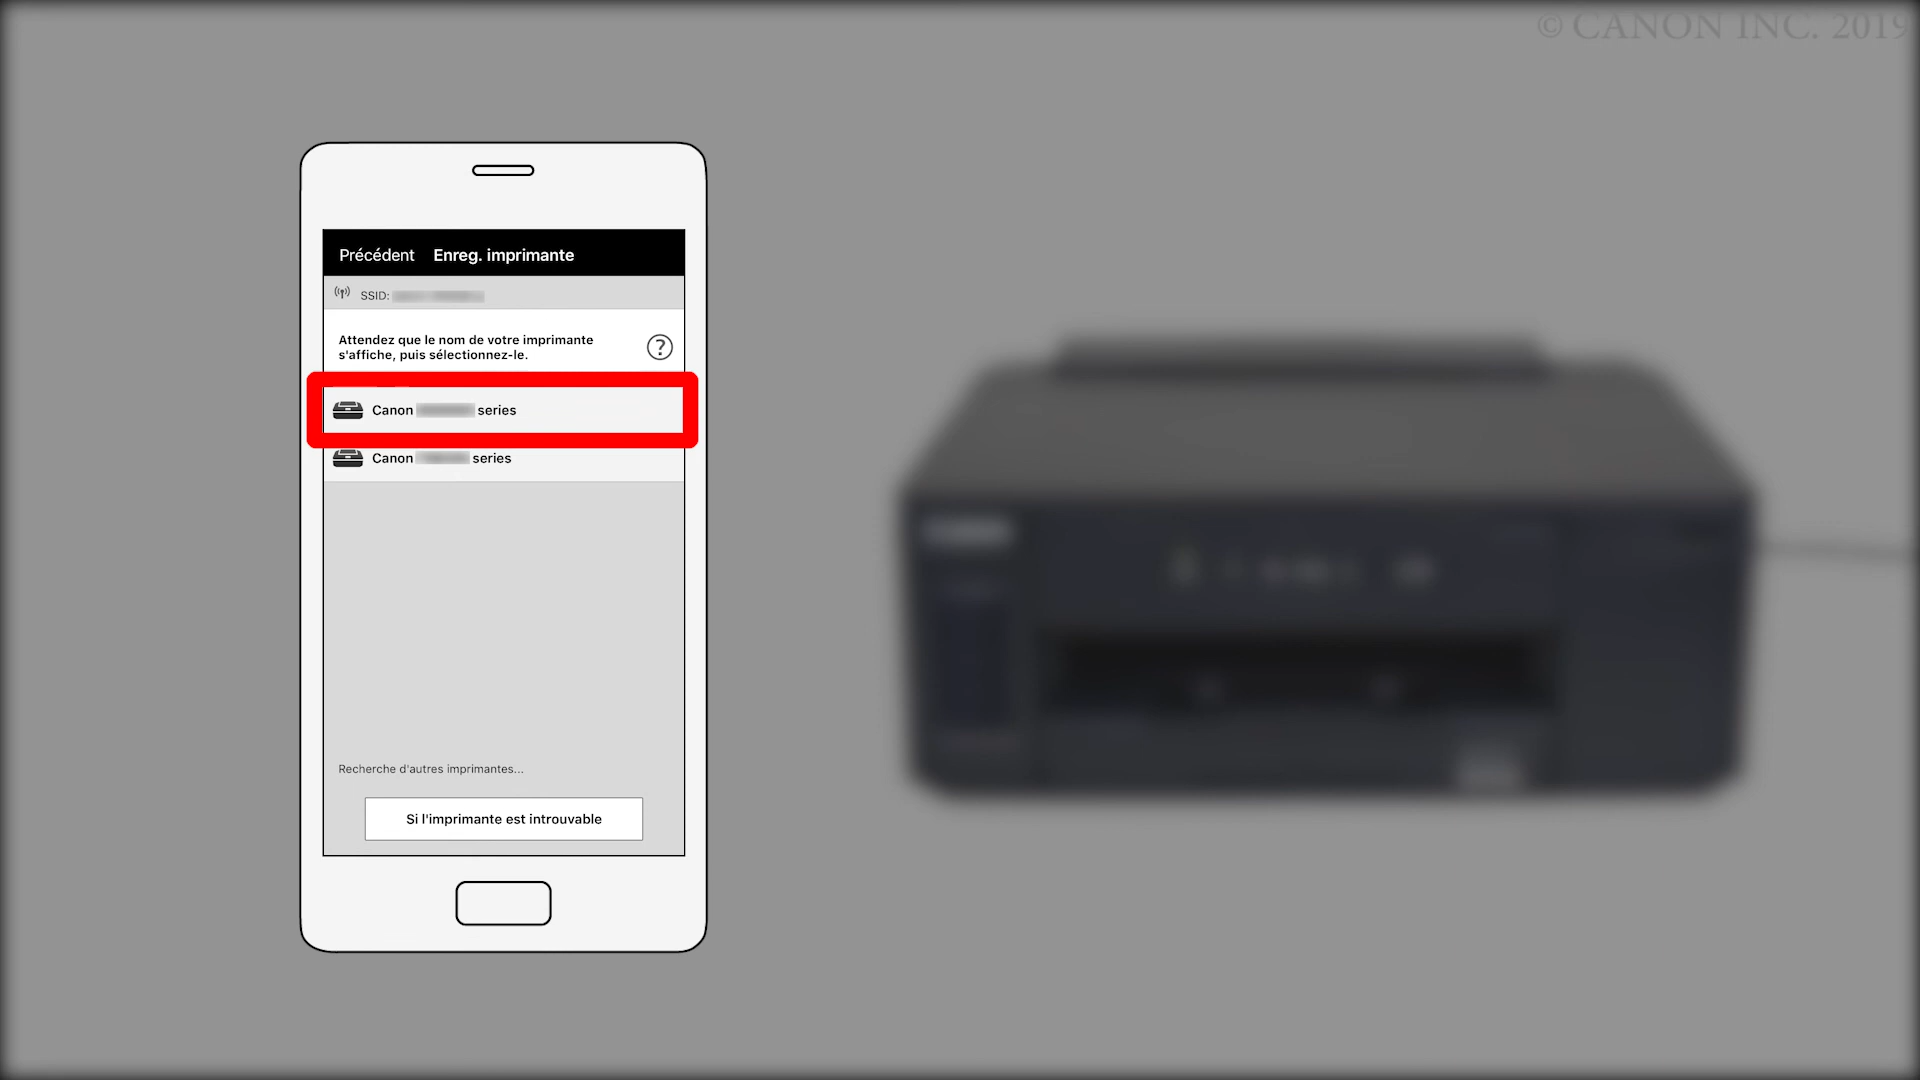 © CANON INC. 2019
Précédent Enreg. imprimante
SSID:
Attendez que le nom de votre imprimante
s'affiche, puis sélectionnez-le.
Canon series
Canon series
Recherche d'autres imprimantes...
Si l'imprimante est introuvable